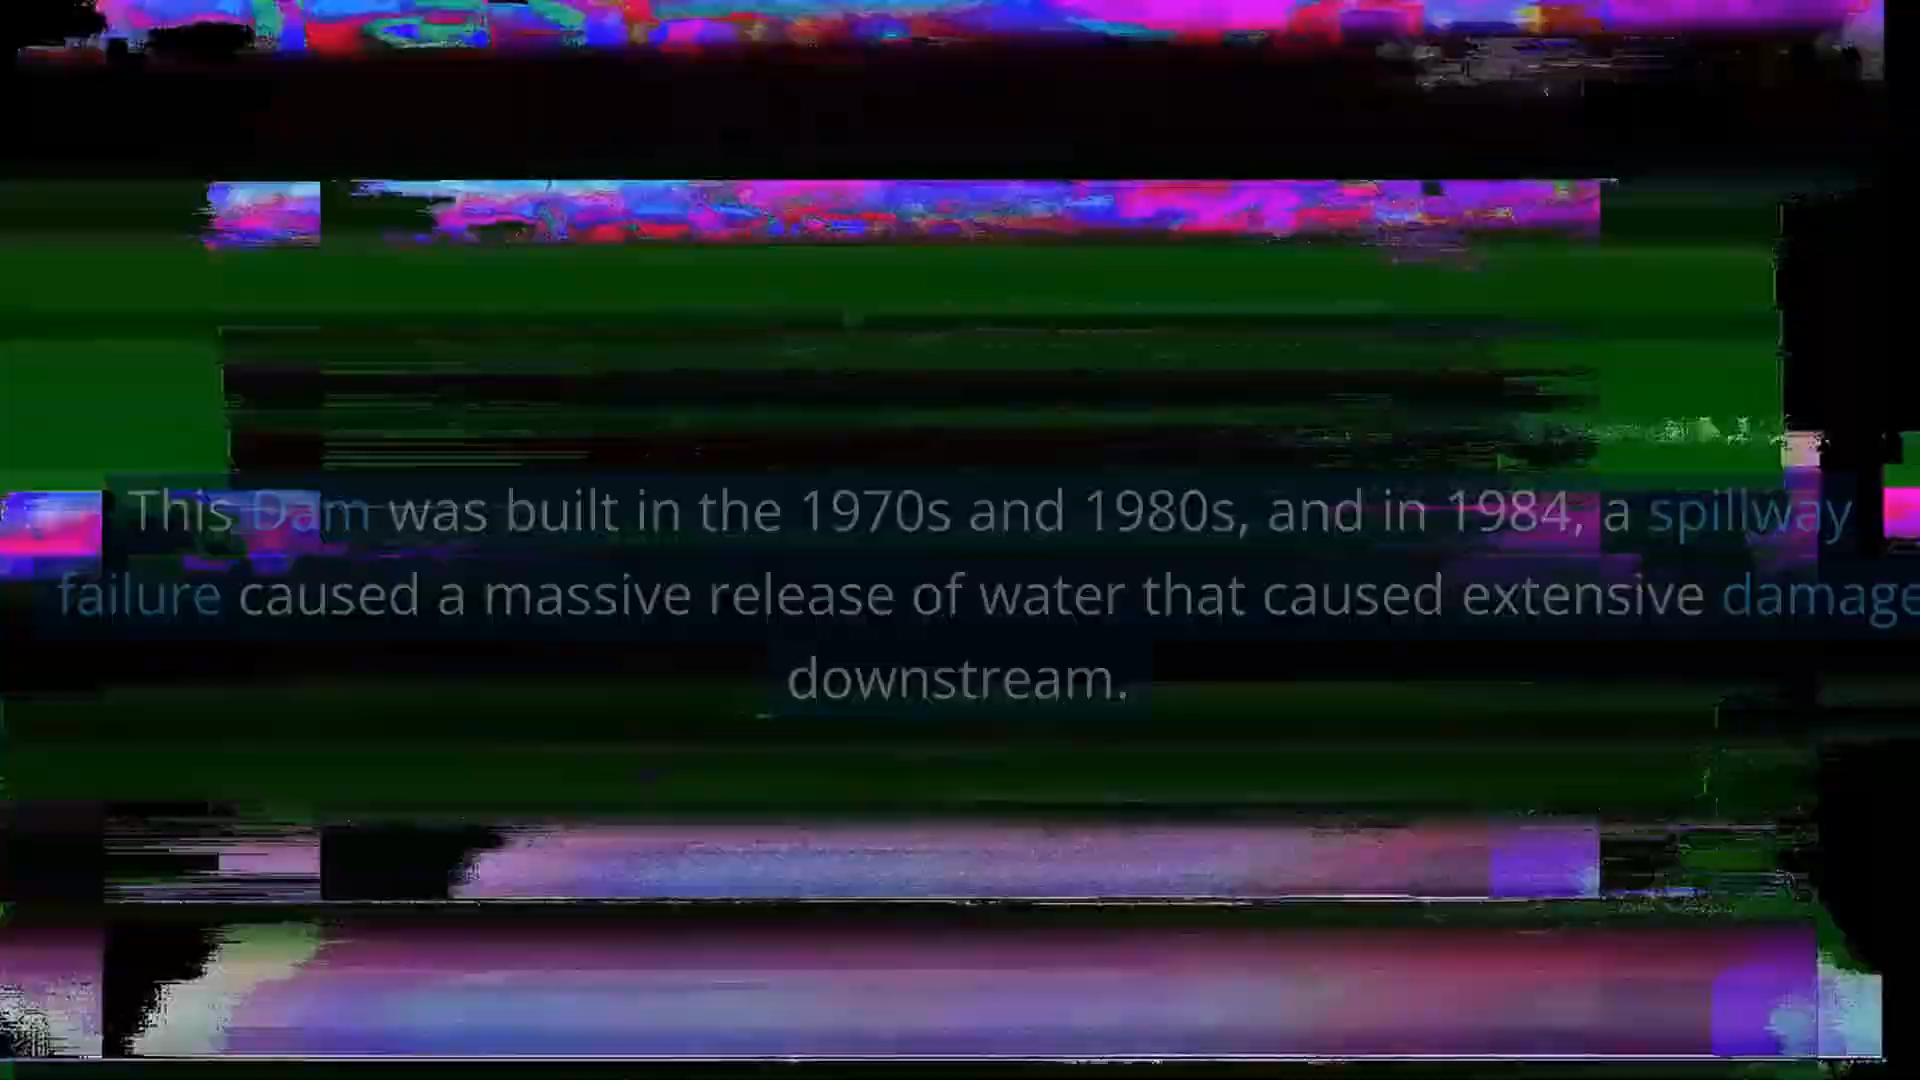 This Dam was built in the 1970s and 1980s, and in 1984, a spillway
failure caused a massive release of water that caused extensive damage
downstream.